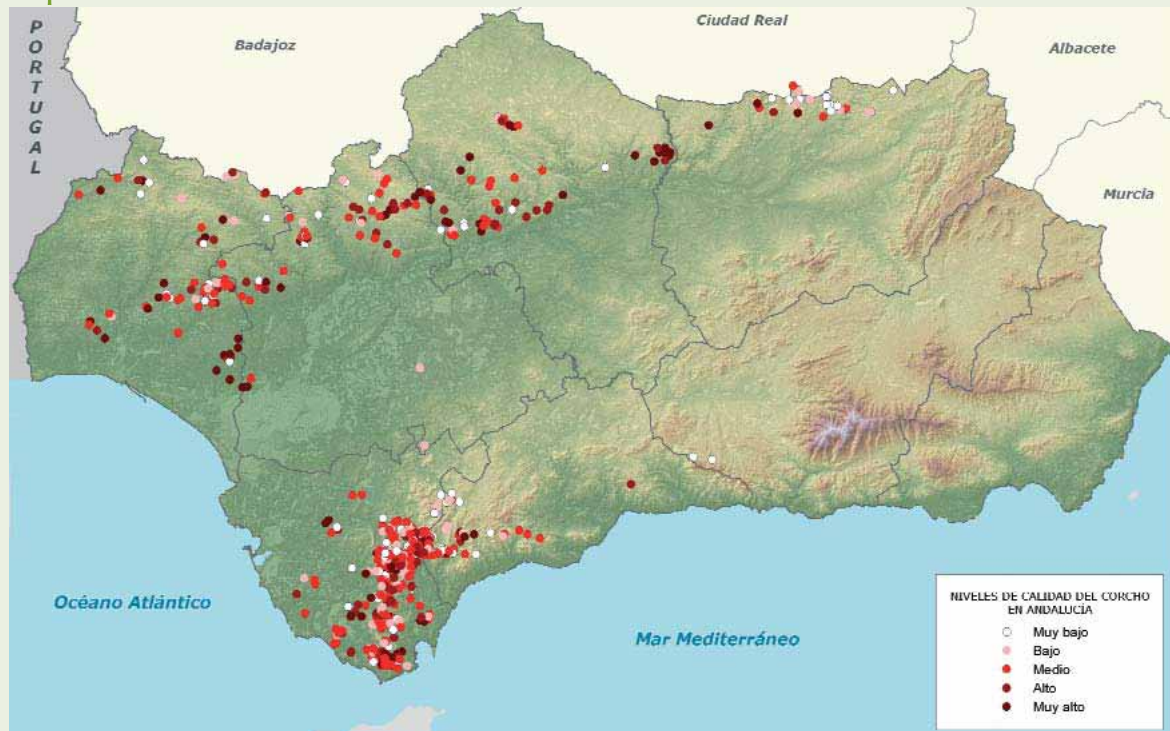 PORTUGAL
Badajoz
Ciudad Real
Albacete
Murcia
Océano Atlántico
Mar Mediterráneo
NIVELES DE CALIDAD DEL CORCHO
EN ANDALUCÍA
Muy bajo
Bajo
Medio
Alto
Muy alto